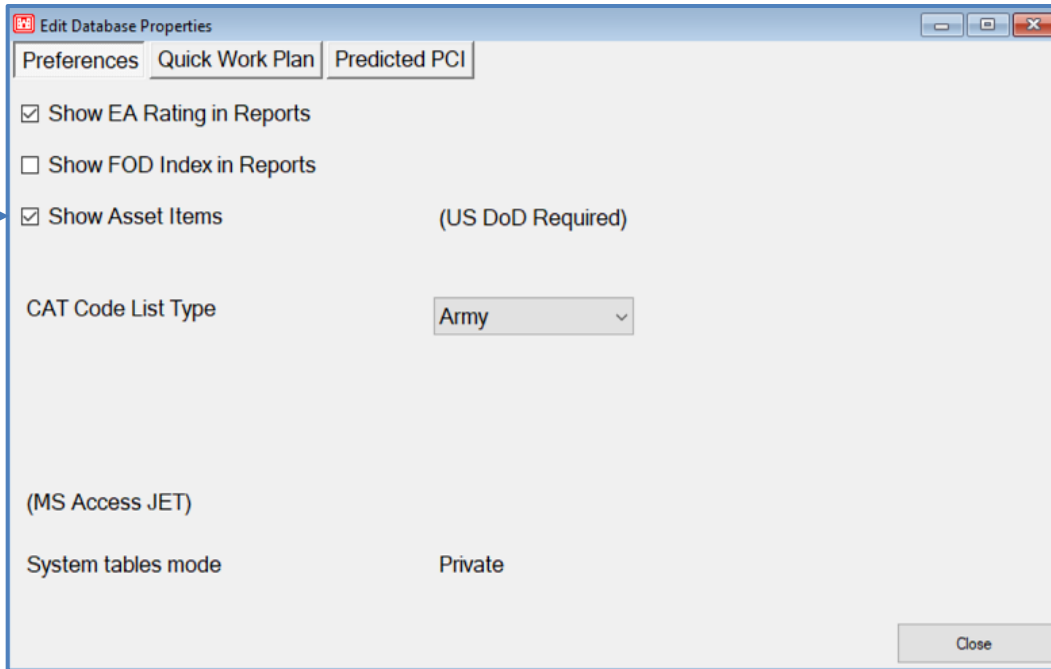 Edit Database Properties
Preferences Quick Work Plan Predicted PCI
Show EA Rating in Reports
Show FOD Index in Reports
Show Asset Items (US DoD Required)
CAT Code List Type Army
(MS Access JET)
System tables mode Private
Close